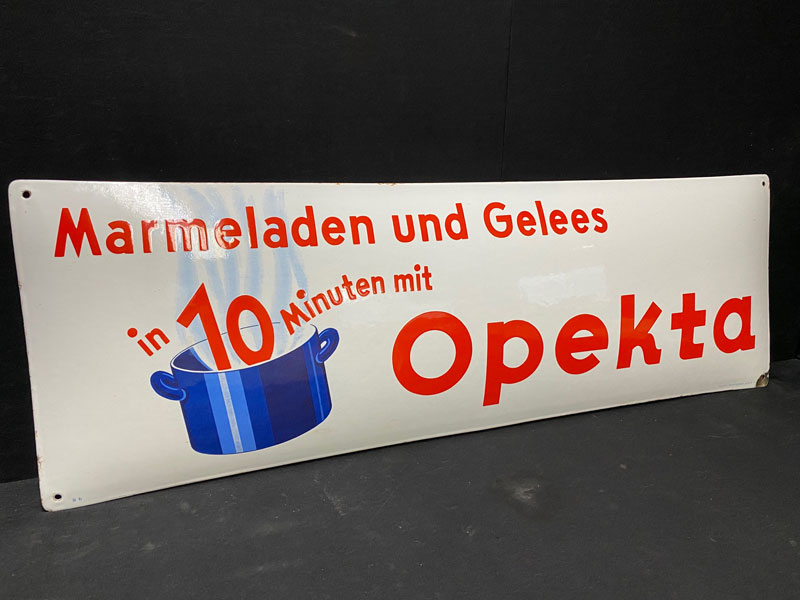 Marmeladen und Gelees
in 10 Minuten mit
Opekta